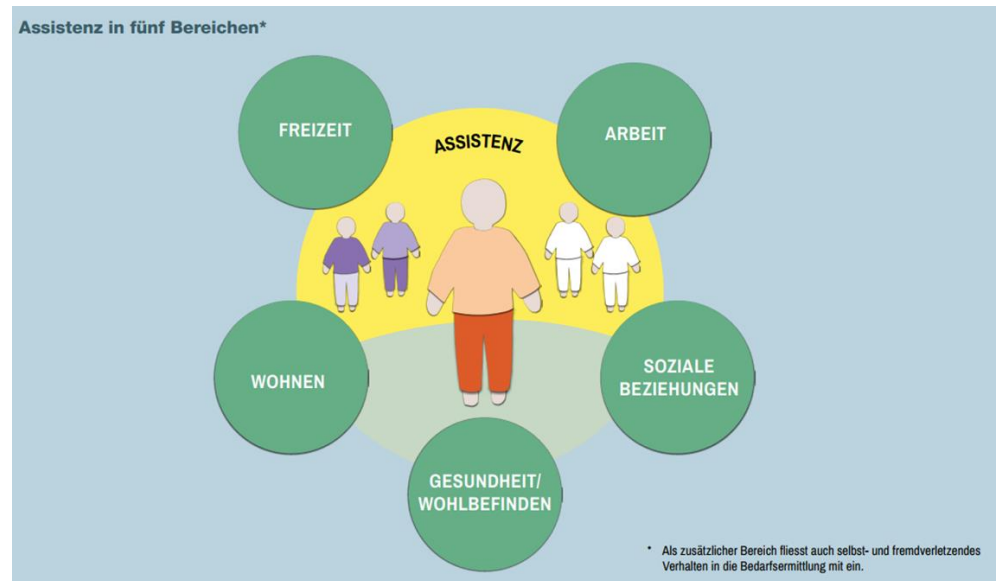 Assistenz in fünf Bereichen*
FREIZEIT
ASSISTENZ
ARBEIT
WOHNEN
SOZIALE
BEZIEHUNGEN
GESUNDHEIT/
WOHLBEFINDEN
* Als zusätzlicher Bereich fliesst auch selbst- und fremdverletzendes
Verhalten in die Bedarfsermittlung mit ein.